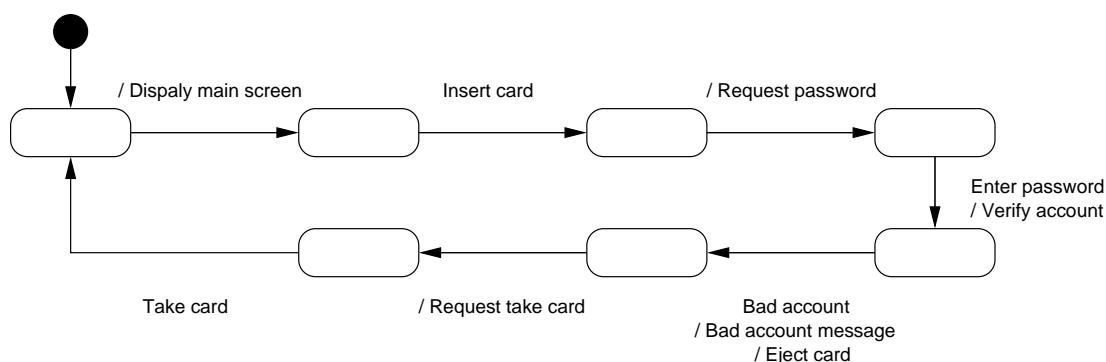 / Dispaly main screen
Insert card
/ Request password
Enter password
/ Verify account
Take card
/ Request take card
Bad account
/ Bad account message
/ Eject card